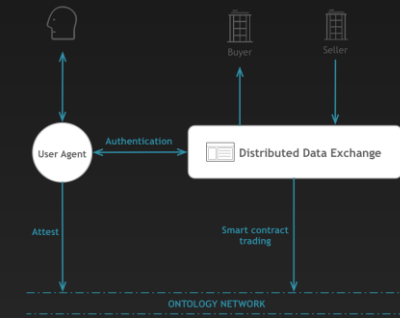 Buyer
Seller
Authentication
User Agent
Distributed Data Exchange
Attest
Smart contract
trading
ONTOLOGY NETWORK